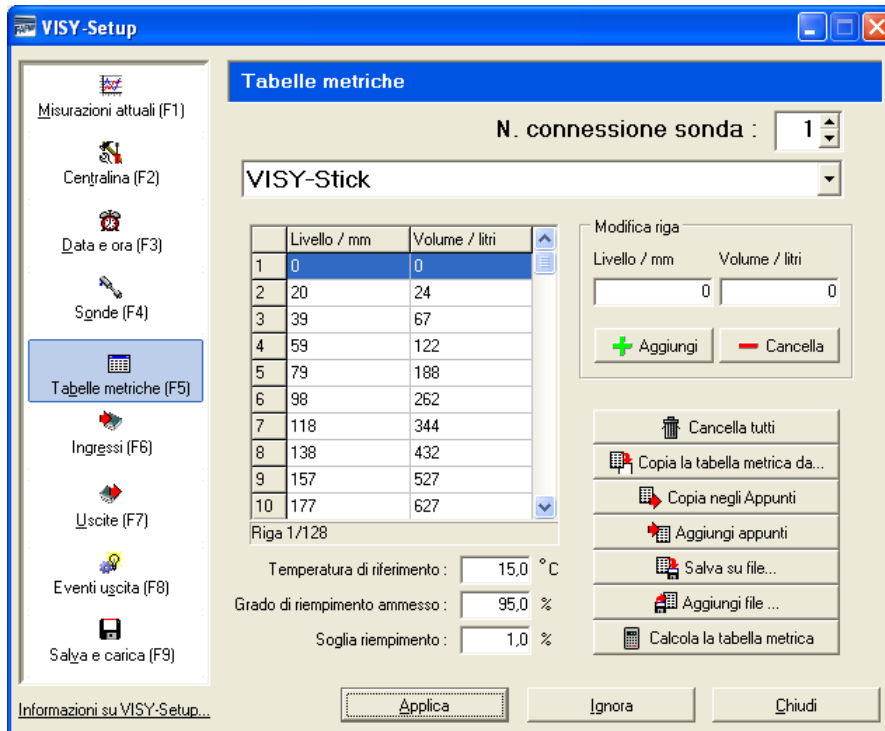 VISY-Setup
Misurazioni attuali (F1)
Centralina (F2)
Data e ora (F3)
Sonde (F4)
Tabelle metriche (F5)
Ingressi (F6)
Uscite (F7)
Eventi uscita (F8)
Salva e carica (F9)
Informazioni su VISY-Setup...
Tabelle metriche
N. connessione sonda : 1
VISY-Stick
Livello / mm Volume / litri
1 0 0
2 20 24
3 39 67
4 59 122
5 79 188
6 98 262
7 118 344
8 138 432
9 157 527
10 177 627
Riga 1/128
Temperatura di riferimento : 15,0 °C
Grado di riempimento ammesso : 95,0 %
Soglia riempimento : 1,0 %
Modifica riga
Livello / mm Volume / litri
0 0
Aggiungi Cancella
Cancella tutti
Copia la tabella metrica da...
Copia negli Appunti
Aggiungi appunti
Salva su file...
Aggiungi file ...
Calcola la tabella metrica
Applica Ignora Chiudi